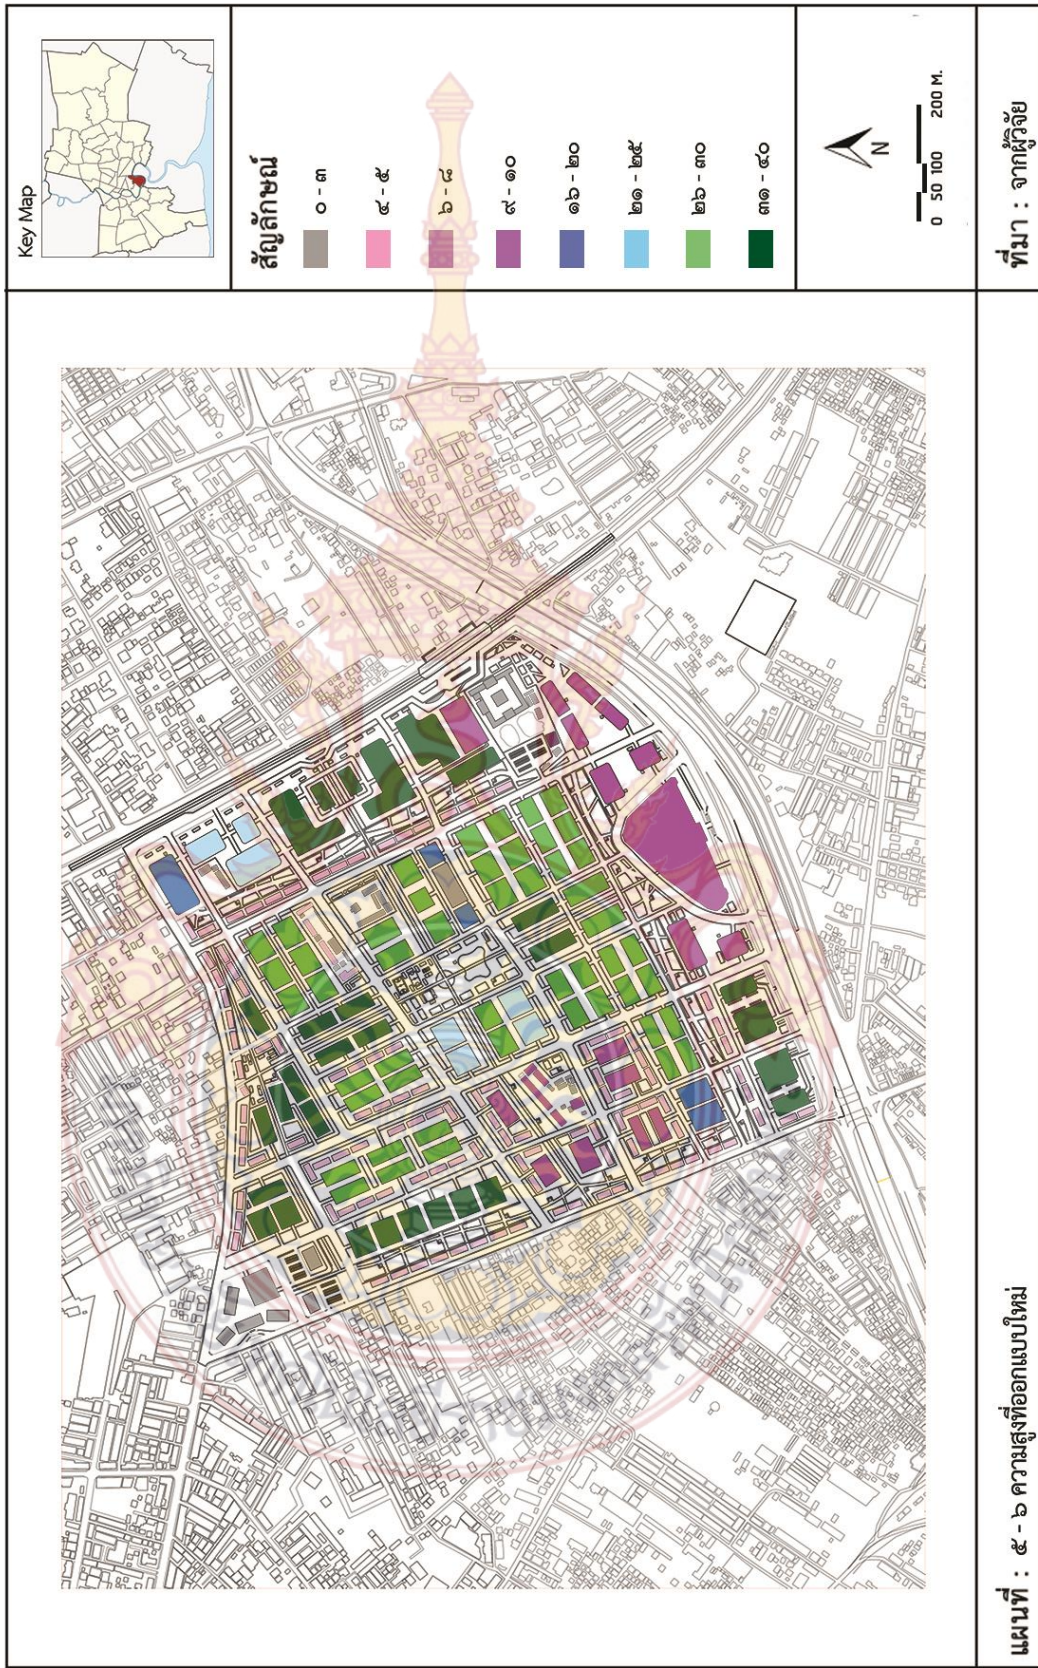 Key Map
สัญลักษณ์
๐ - ๓
๔ - ๕
๖ - ๘
๙ - ๑๐
๑๖ - ๒๐
๒๑ - ๒๕
๒๖ - ๓๐
๓๑ - ๔๐
N
0 50 100 200 M.
แผนที่ : ๕ - ๖ ความสูงที่ออกแบบใหม่
ที่มา : จากผู้วิจัย